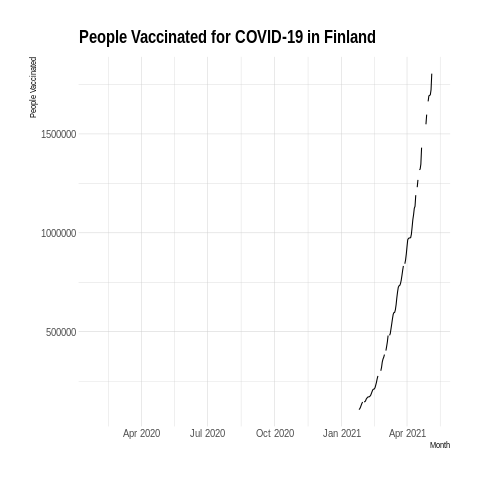 People Vaccinated for COVID-19 in Finland
People Vaccinated
1500000
1000000
500000
Apr 2020
Jul 2020
Oct 2020
Jan 2021
Apr 2021
Month